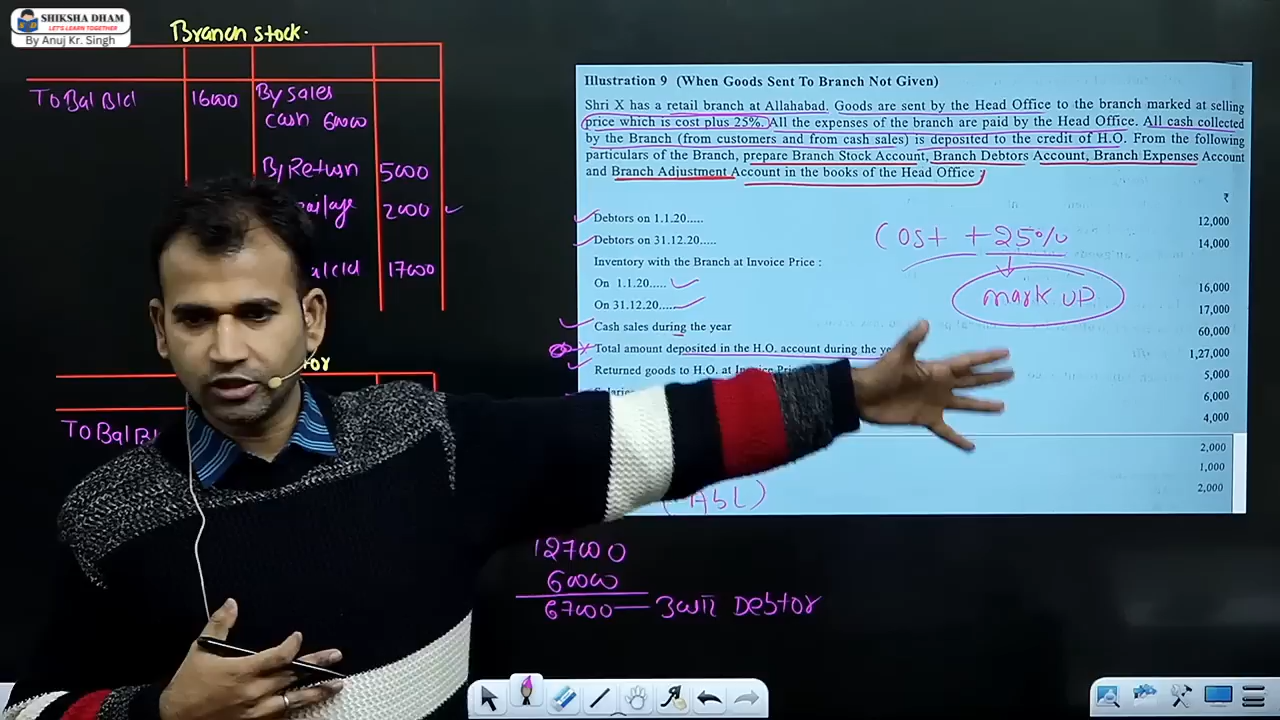 SHIKSHA DHAM
LET'S LEARN TOGETHER
By Anuj Kr. Singh
Branch stock.
To Bal B/d 16000 By sales
cash 60000
By Return 5000
2000
17000
To Bal B/
Illustration 9 (When Goods Sent To Branch Not Given)
Shri X has a retail branch at Allahabad. Goods are sent by the Head Office to the branch marked at selling
price which is cost plus 25%. All the expenses of the branch are paid by the Head Office. All cash collected
by the Branch (from customers and from cash sales) is deposited to the credit of H.O. From the following
particulars of the Branch, prepare Branch Stock Account, Branch Debtors Account, Branch Expenses Account
and Branch Adjustment Account in the books of the Head Office :
₹
Debtors on 1.1.20..... 12,000
Debtors on 31.12.20..... 14,000
Inventory with the Branch at Invoice Price :
On 1.1.20..... 16,000
On 31.12.20..... 17,000
Cash sales during the year 60,000
Total amount deposited in the H.O. account during the 1,27,000
Returned goods to H.O. at Invoice Price 5,000
Salaries 6,000
4,000
2,000
1,000
2,000
Cost + 25%
mark up
127000
60000
67000 — Debtor